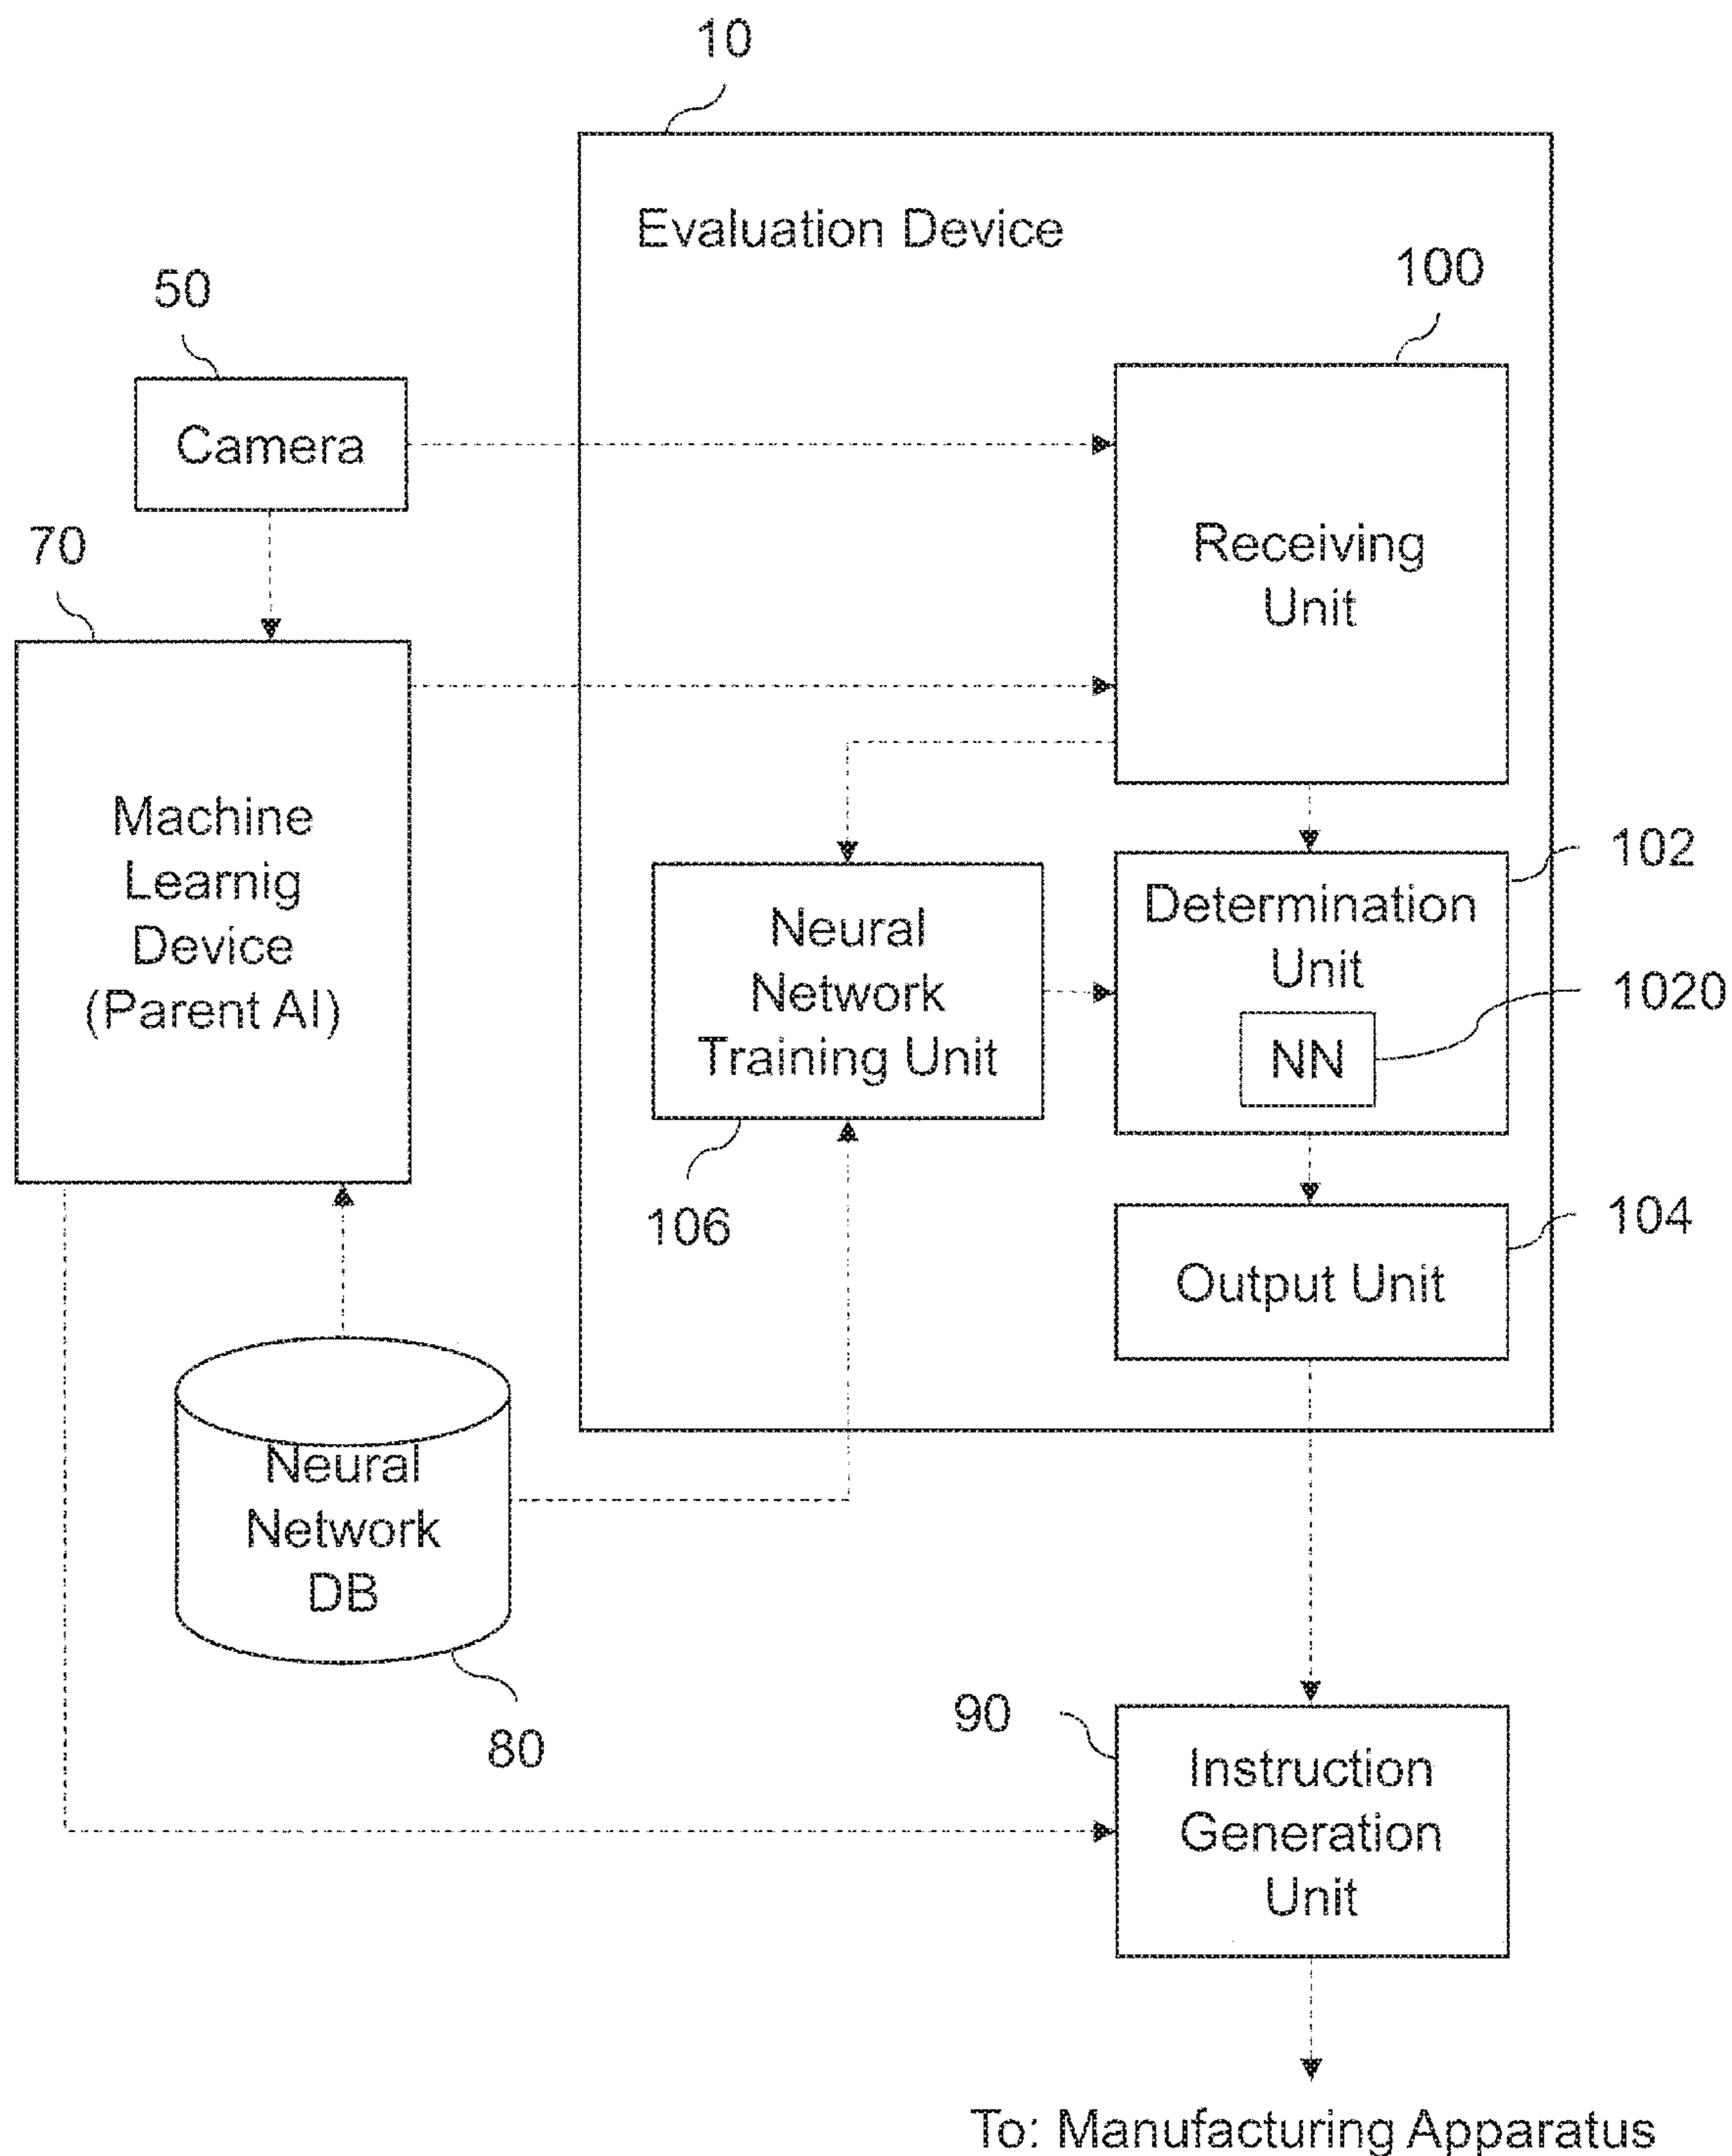 10
Evaluation Device
100
50
Camera
Receiving
Unit
70
Machine
Learnig
Device
(Parent AI)
102
Determination
Unit
1020
NN
Neural
Network
Training Unit
106
104
Output Unit
Neural
Network
DB
80
90
Instruction
Generation
Unit
To: Manufacturing Apparatus